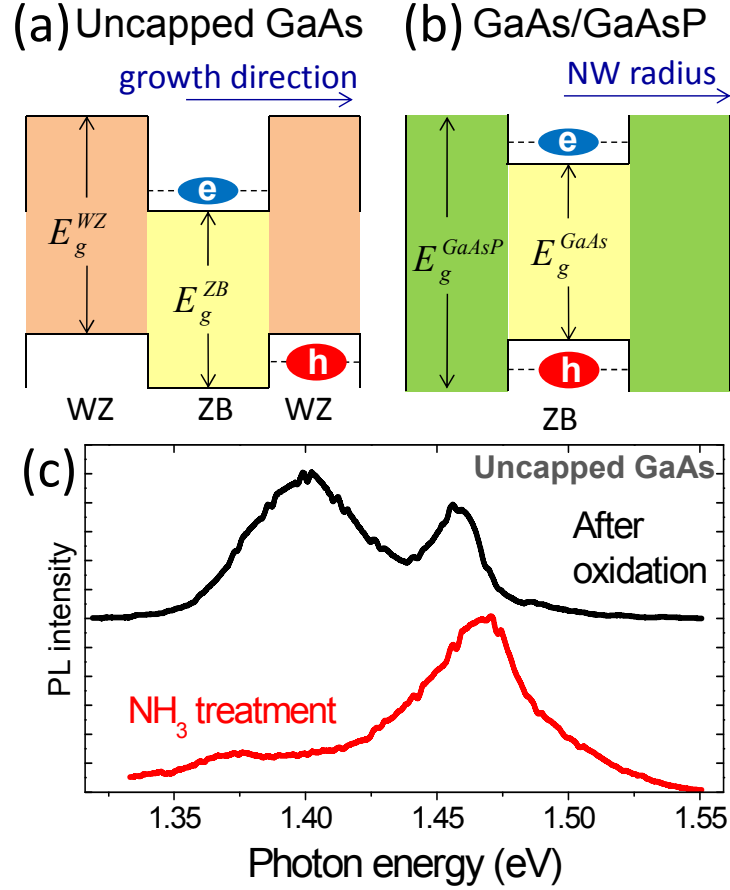 (a) Uncapped GaAs
growth direction
e
E_g^{WZ}
E_g^{ZB}
h
WZ ZB WZ
(b) GaAs/GaAsP
NW radius
e
E_g^{GaAsP}
E_g^{GaAs}
h
ZB
(c)
Uncapped GaAs
After
oxidation
NH₃ treatment
PL intensity
1.35 1.40 1.45 1.50 1.55
Photon energy (eV)